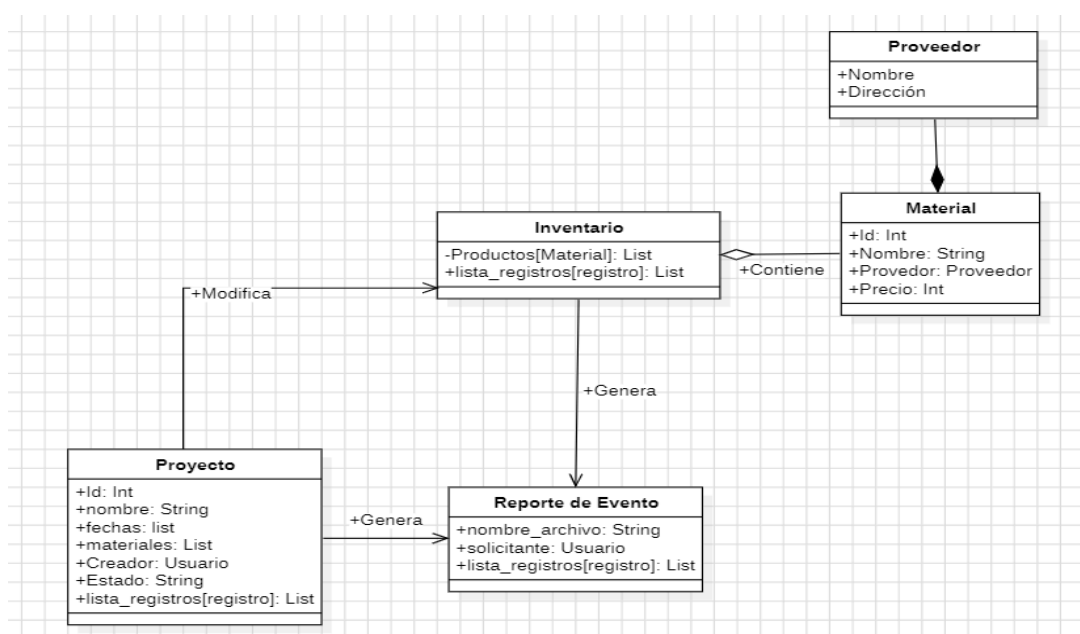 Proveedor
+Nombre
+Dirección
Material
+Id: Int
+Nombre: String
+Provedor: Proveedor
+Precio: Int
Inventario
-Productos[Material]: List
+lista_registros[registro]: List
+Contiene
+Modifica
+Genera
Proyecto
+Id: Int
+nombre: String
+fechas: list
+materiales: List
+Creador: Usuario
+Estado: String
+lista_registros[registro]: List
+Genera
Reporte de Evento
+nombre_archivo: String
+solicitante: Usuario
+lista_registros[registro]: List